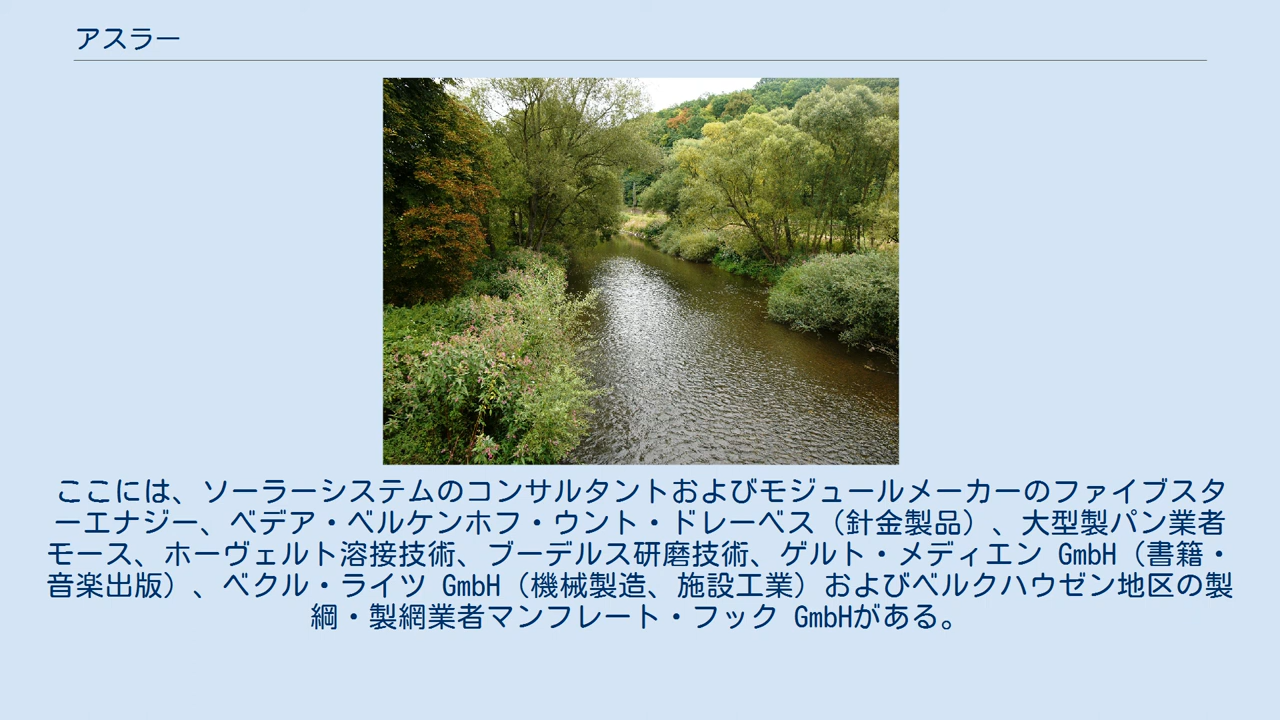 アスラー
ここには、ソーラーシステムのコンサルタントおよびモジュールメーカーのファイブスタ
ーエナジー、ベデア・ベルケンホフ・ウント・ドレーベス（針金製品）、大型製パン業者
モース、ホーヴェルト溶接技術、ブーデルス研磨技術、ゲルト・メディエン GmbH（書籍・
音楽出版）、ベクル・ライツ GmbH（機械製造、施設工業）およびベルクハウゼン地区の製
綱・製網業者マンフレート・フック GmbHがある。